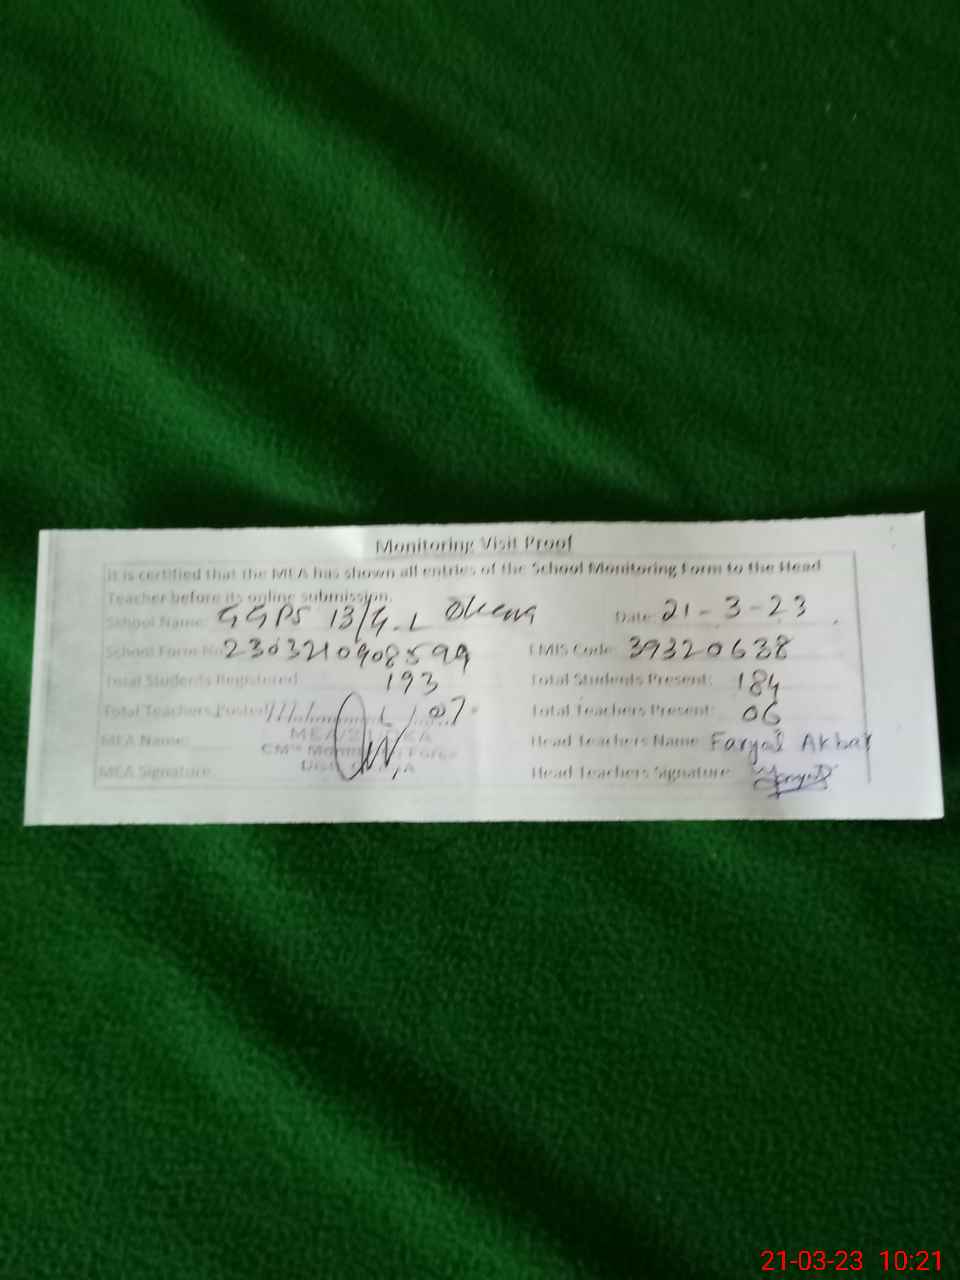 Monitoring Visit Proof
It is certified that the MEA has shown all entries of the School Monitoring Form to the Head
Teacher before its online submission.
School Name: GGPS 13/G.L Date: 21-3-23
School Form No 2303210908599 EMIS Code: 39320638
Total Students Registered 193 Total Students Present: 184
Total Teachers Posted 07 Total Teachers Present: 06
MEA Name: Head Teachers Name Faryal Akbar
MEA Signature Head Teachers Signature
21-03-23 10:21